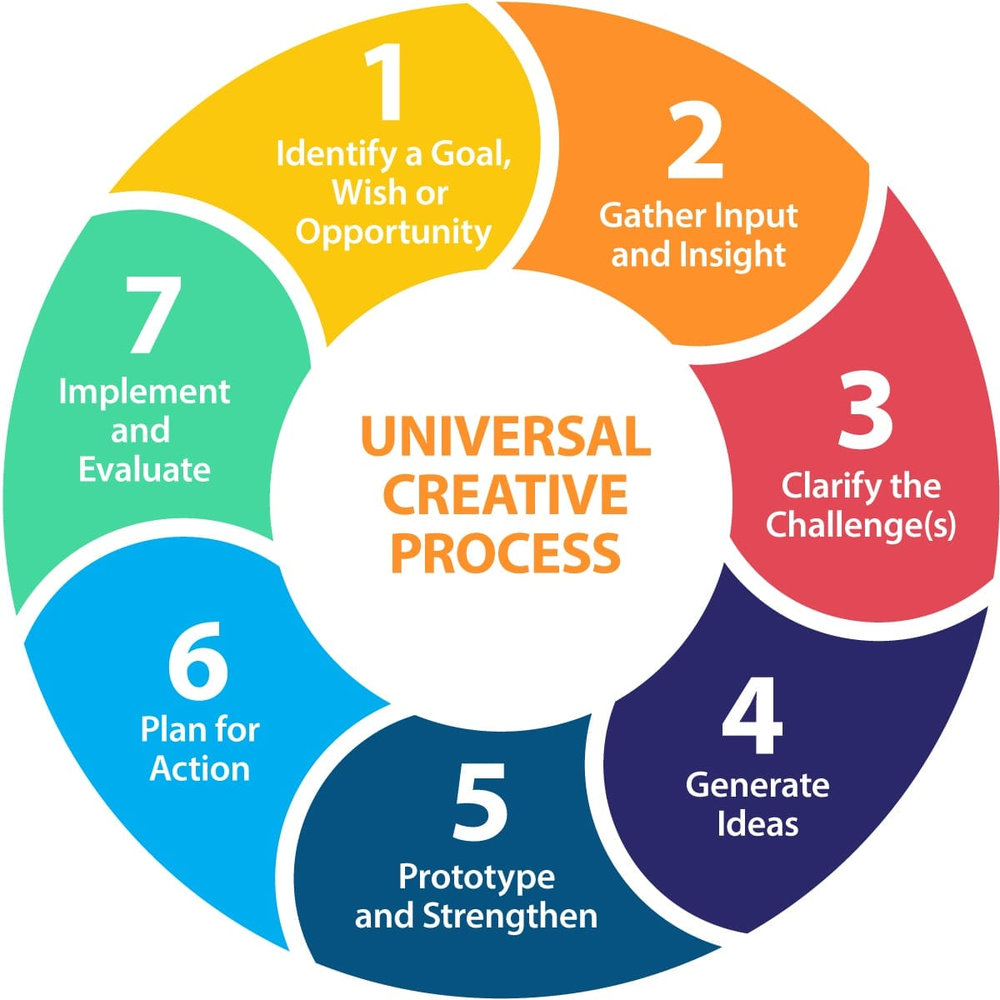 1
Identify a Goal,
Wish or
Opportunity
2
Gather Input
and Insight
3
Clarify the
Challenge(s)
4
Generate
Ideas
5
Prototype
and Strengthen
6
Plan for
Action
7
Implement
and
Evaluate
UNIVERSAL
CREATIVE
PROCESS